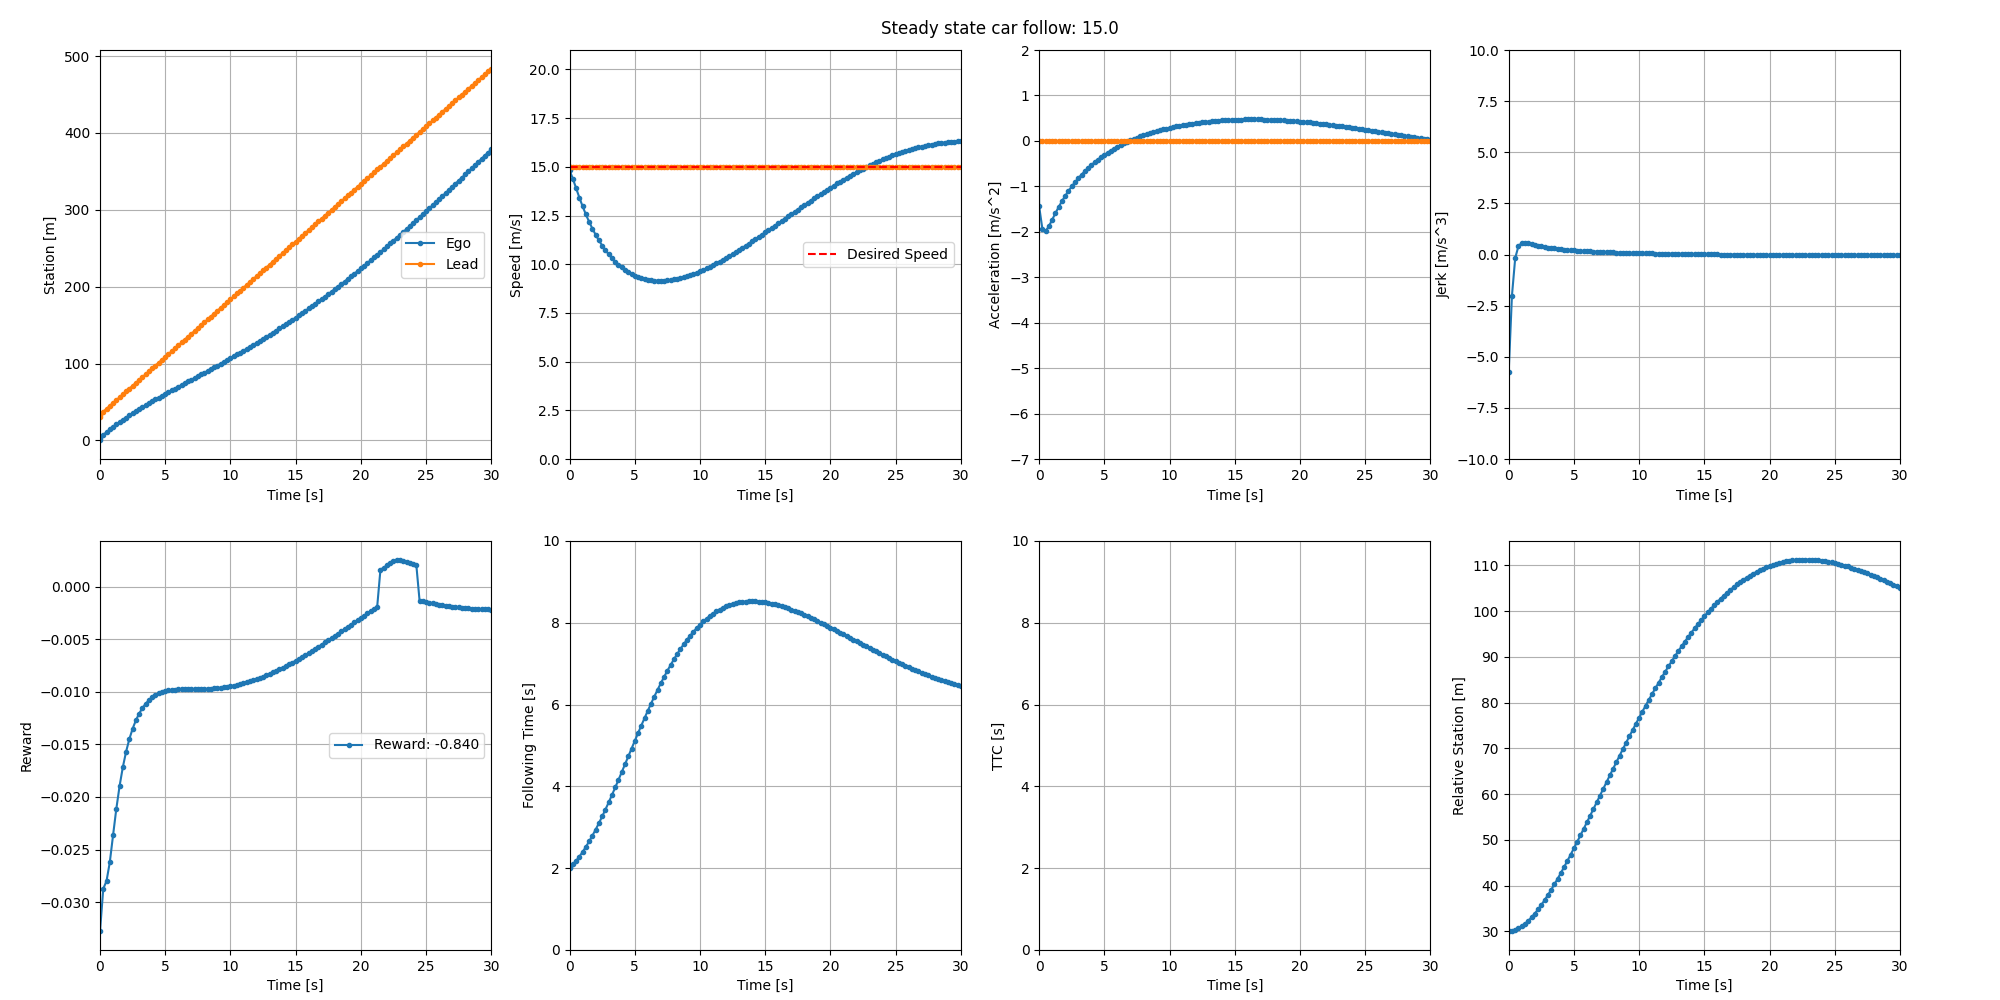 Steady state car follow: 15.0
Station [m]
500
400
300
200
100
0
Ego
Lead
0 5 10 15 20 25 30
Time [s]
Speed [m/s]
20.0
17.5
15.0
12.5
10.0
7.5
5.0
2.5
0.0
Desired Speed
0 5 10 15 20 25 30
Time [s]
Acceleration [m/s^2]
2
1
0
−1
−2
−3
−4
−5
−6
−7
0 5 10 15 20 25 30
Time [s]
Jerk [m/s^3]
10.0
7.5
5.0
2.5
0.0
−2.5
−5.0
−7.5
−10.0
0 5 10 15 20 25 30
Time [s]
Reward
0.000
−0.005
−0.010
−0.015
−0.020
−0.025
−0.030
Reward: -0.840
0 5 10 15 20 25 30
Time [s]
Following Time [s]
10
8
6
4
2
0
0 5 10 15 20 25 30
Time [s]
TTC [s]
10
8
6
4
2
0
0 5 10 15 20 25 30
Time [s]
Relative Station [m]
110
100
90
80
70
60
50
40
30
0 5 10 15 20 25 30
Time [s]